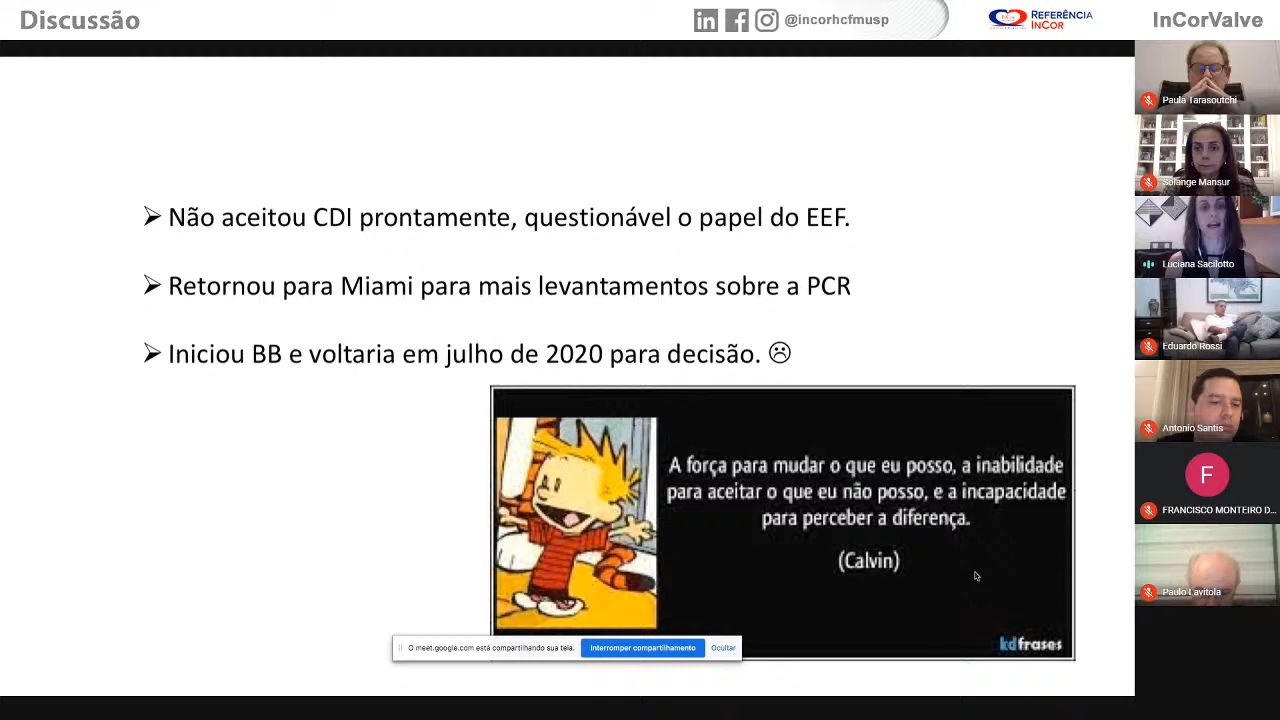 Discussão
@incorhcfmusp
REFERÊNCIA
INCOR
InCorValve
Paula Tarasoutchi
Solange Mansur
Luciana Sacilotto
Eduardo Rossi
Antonio Santis
F
FRANCISCO MONTEIRO D...
Paulo Lavitola
➢ Não aceitou CDI prontamente, questionável o papel do EEF.
➢ Retornou para Miami para mais levantamentos sobre a PCR
➢ Iniciou BB e voltaria em julho de 2020 para decisão. ☹
A força para mudar o que eu posso, a inabilidade
para aceitar o que eu não posso, e a incapacidade
para perceber a diferença.
(Calvin)
kdfrases
O meet.google.com está compartilhando sua tela.
Interromper compartilhamento
Ocultar